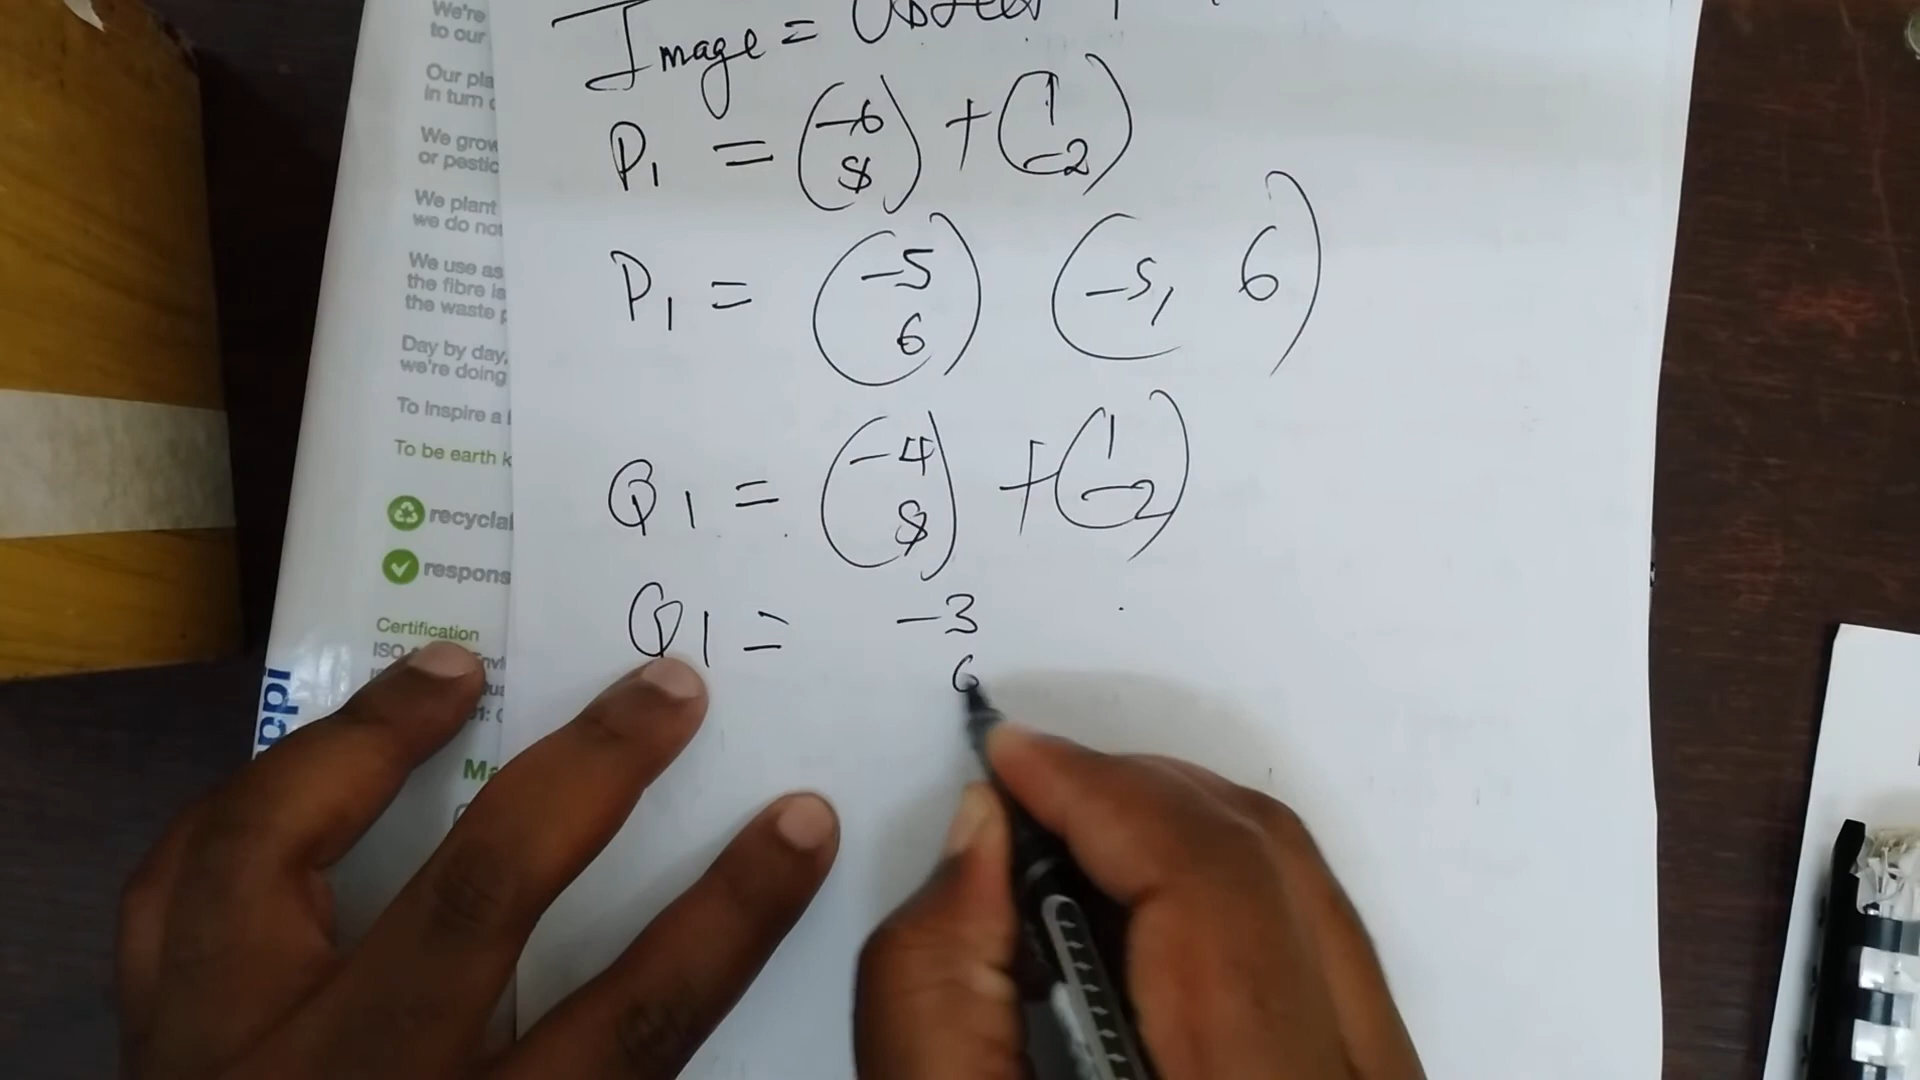 We're
to our
Our pla
in turn
We grow
or pestic
We plant
we do not
We use as
the fibre is
the waste
Day by day,
we're doing
To Inspire a
To be earth k
recyclal
respons
Certification
ISO
Image =
P1 = (-6 8) + (1 -2)
P1 = (-5 6) (-5, 6)
Q1 = (-4 8) + (1 -2)
Q1 = -3 6